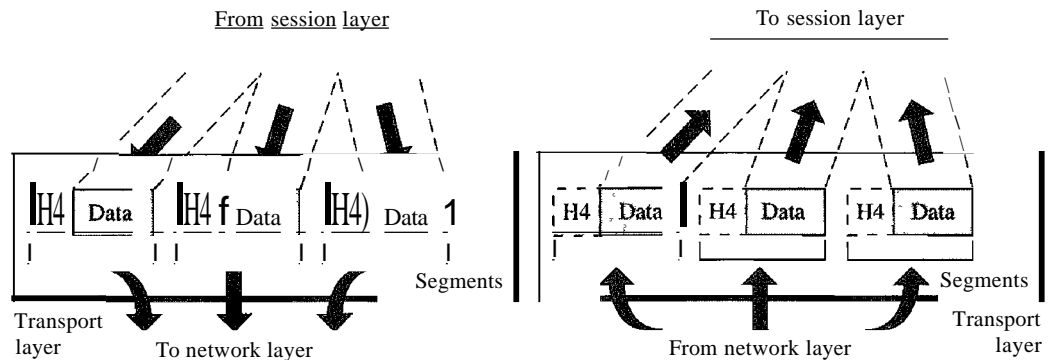 From session layer
H4 Data H4 f Data H4) Data 1
Segments
Transport
layer
To network layer
To session layer
H4 Data H4 Data H4 Data
Segments
From network layer
Transport
layer